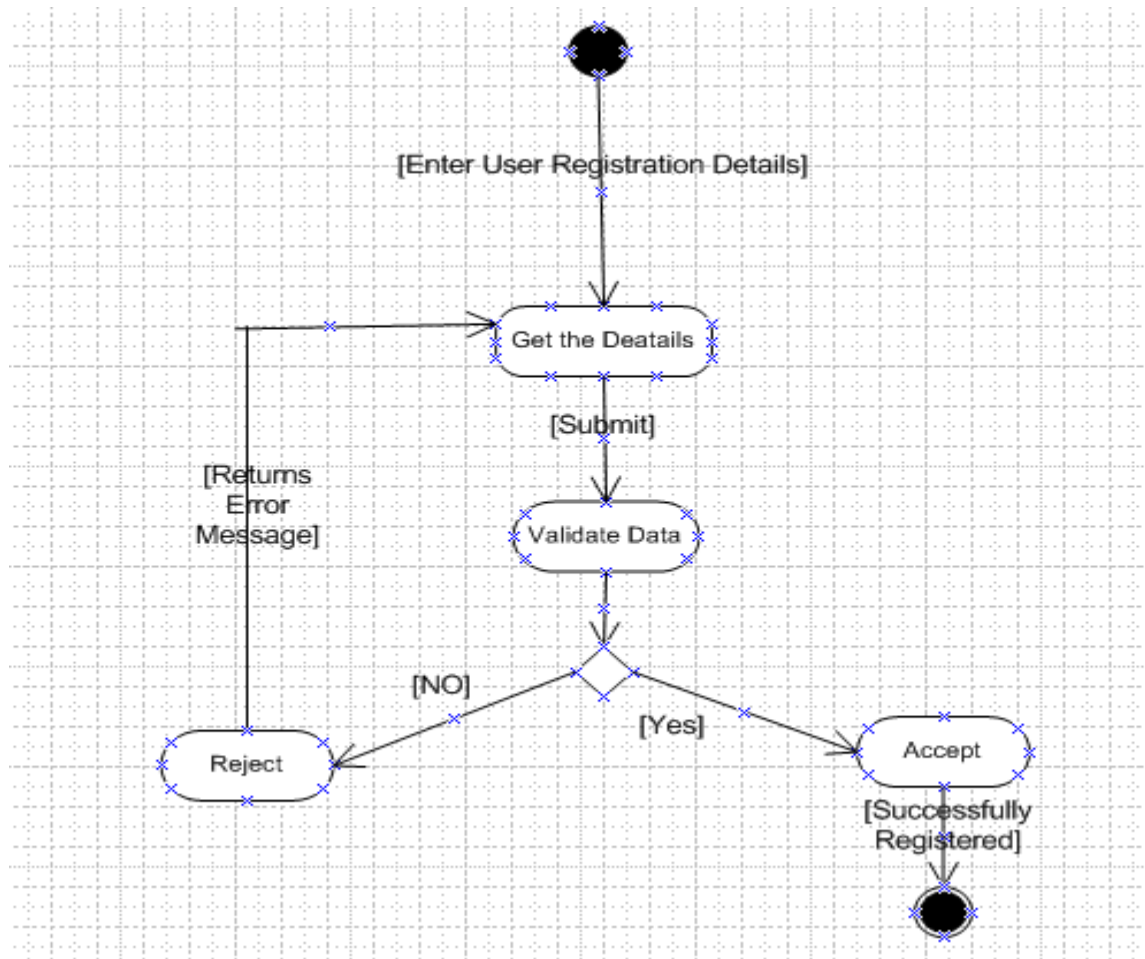 [Enter User Registration Details]
Get the Deatails
[Submit]
[Returns
Error
Message]
Validate Data
[NO]
[Yes]
Reject
Accept
[Successfully
Registered]